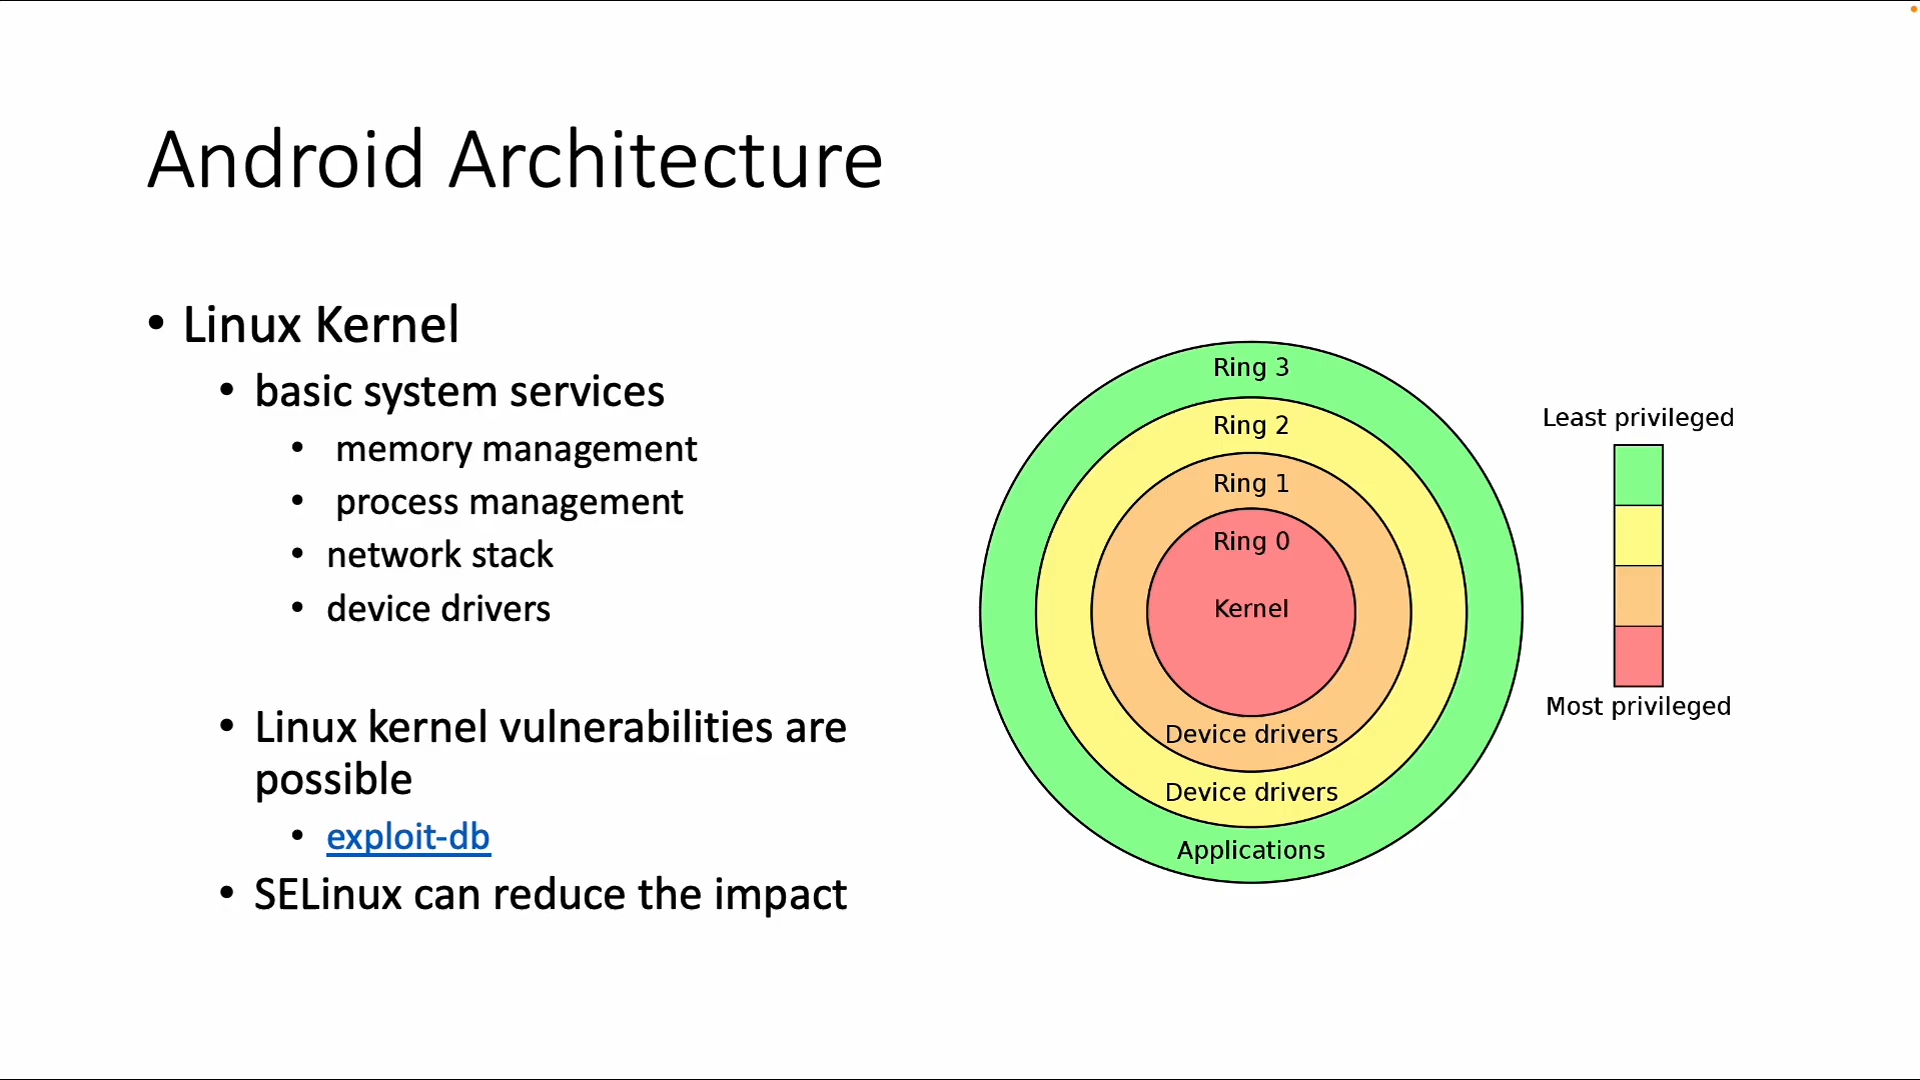 Android Architecture
• Linux Kernel
• basic system services
• memory management
• process management
• network stack
• device drivers
• Linux kernel vulnerabilities are
possible
• exploit-db
• SELinux can reduce the impact
Ring 3
Ring 2
Ring 1
Ring 0
Kernel
Device drivers
Device drivers
Applications
Least privileged
Most privileged